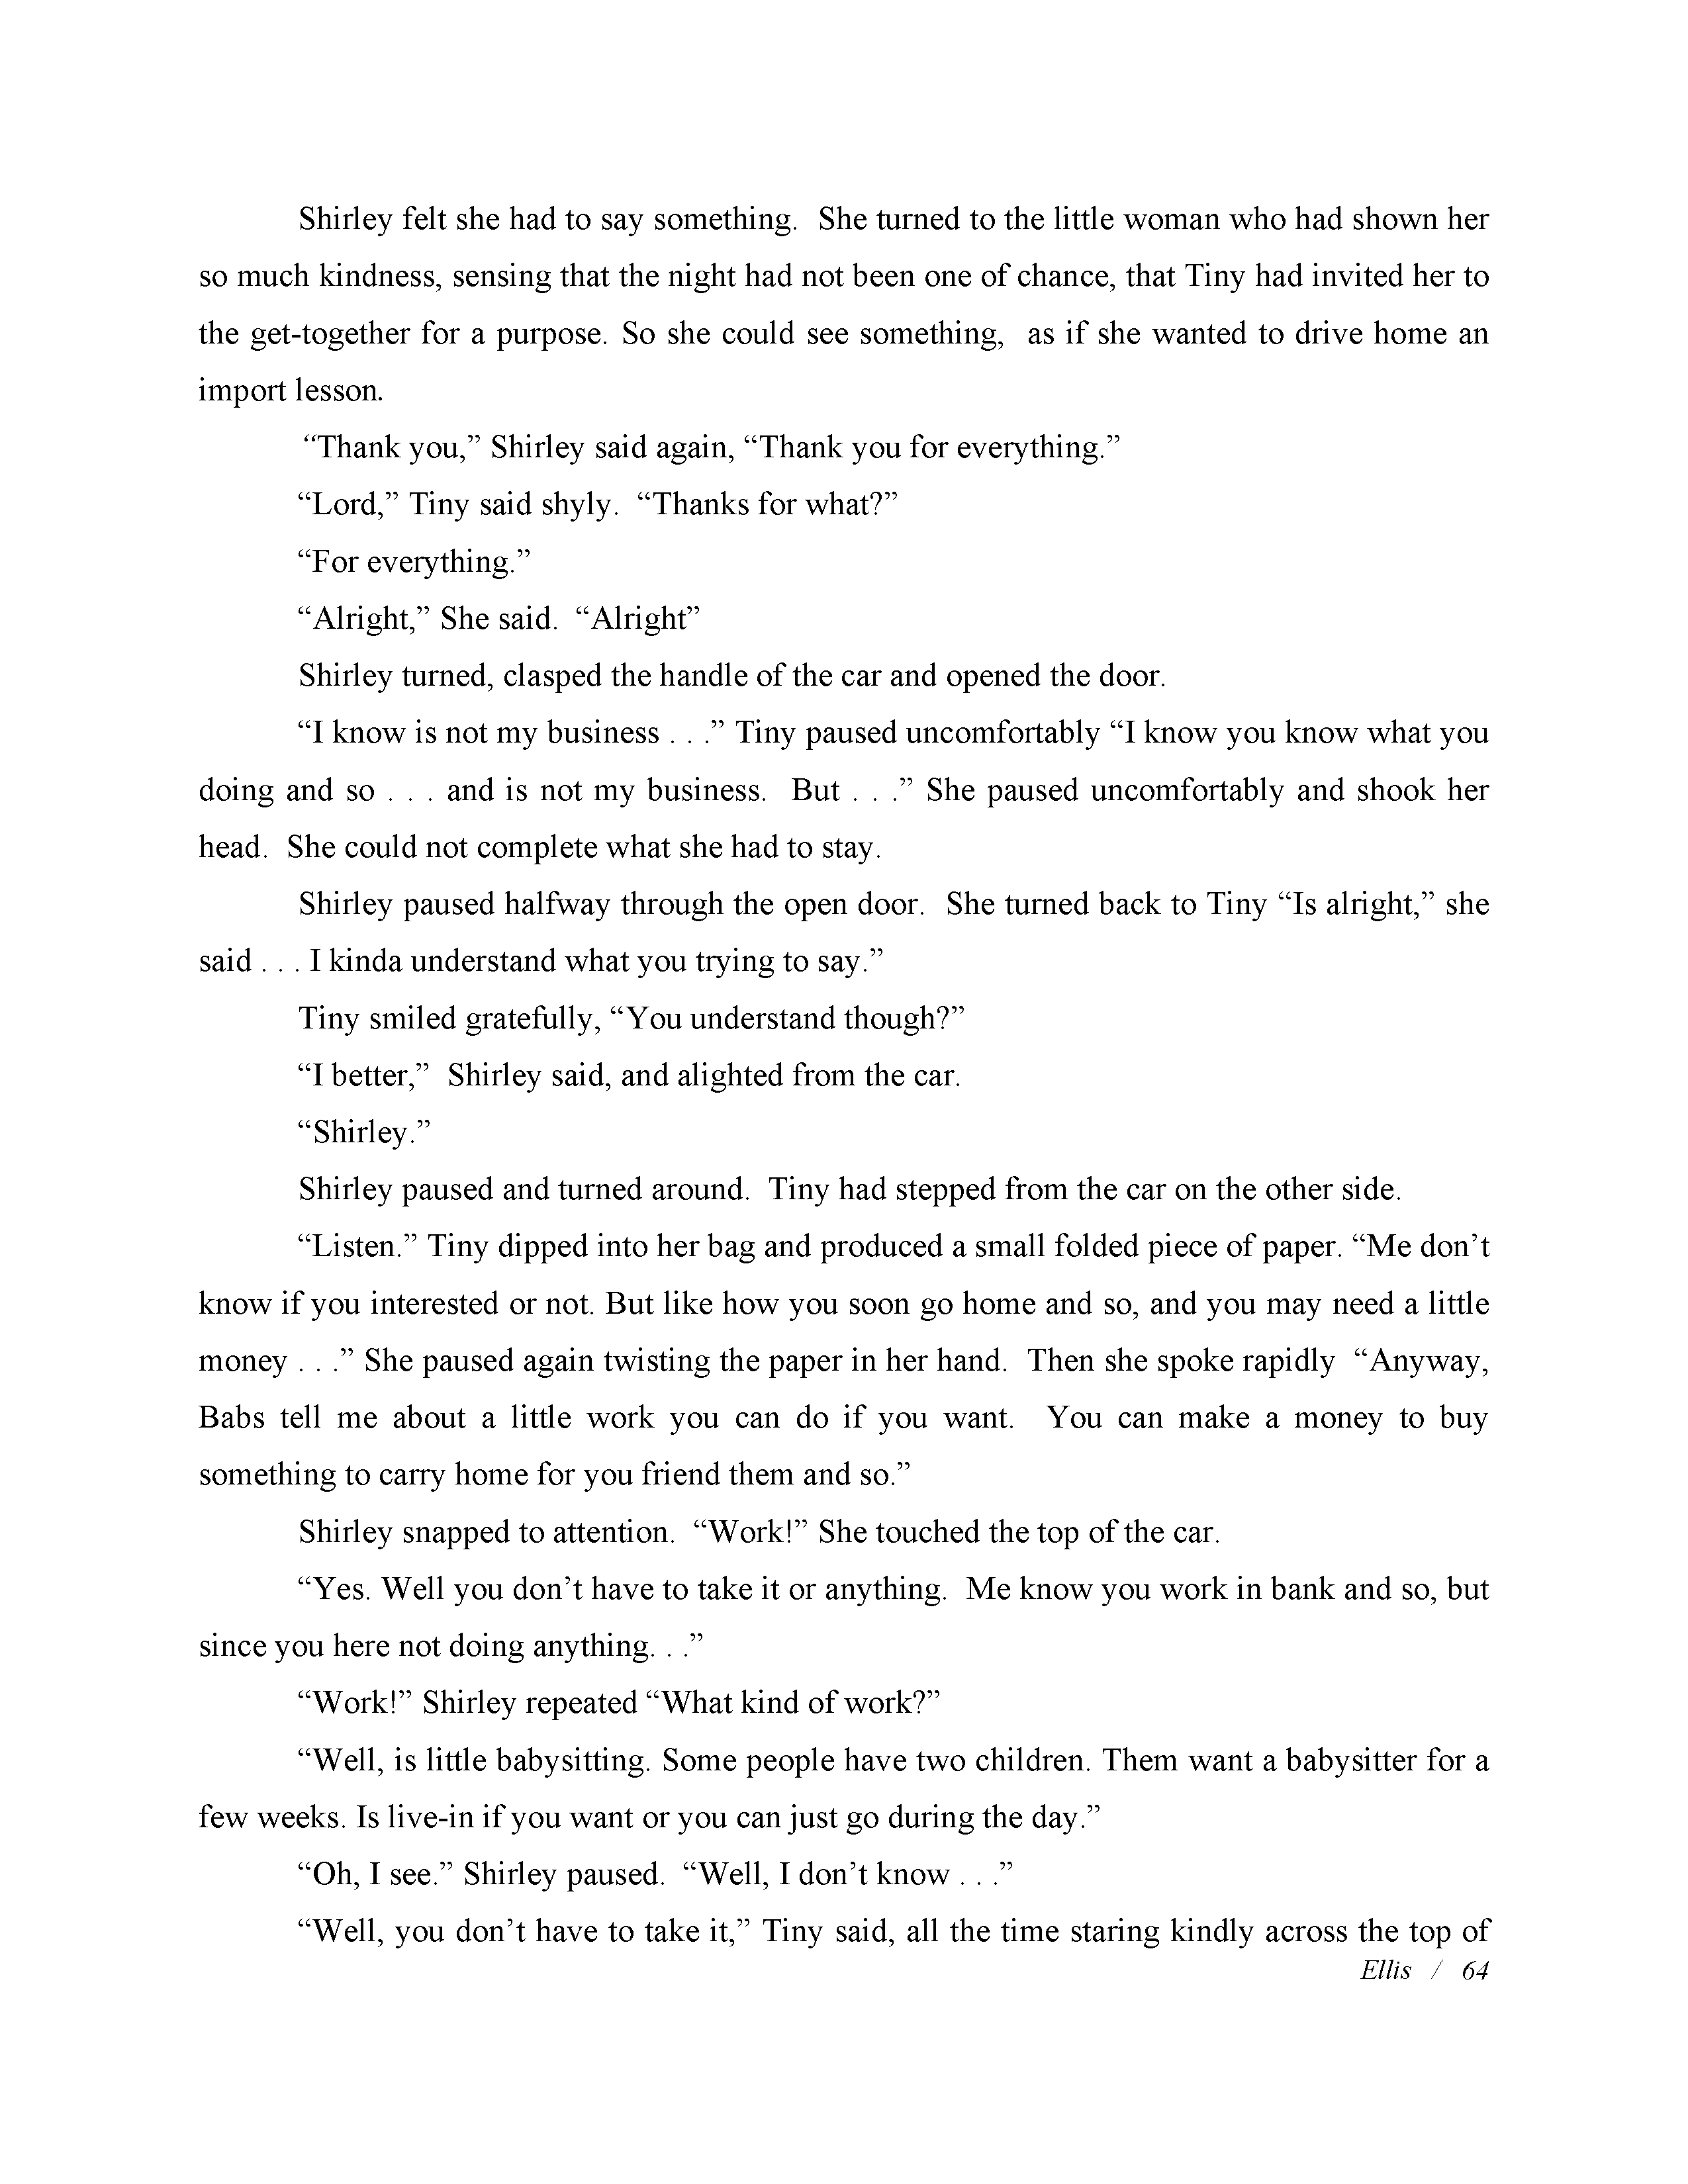 Shirley felt she had to say something.  She turned to the little woman who had shown her
so much kindness, sensing that the night had not been one of chance, that Tiny had invited her to
the get-together for a purpose. So she could see something,  as if she wanted to drive home an
import lesson.
“Thank you,” Shirley said again, “Thank you for everything.”
“Lord,” Tiny said shyly.  “Thanks for what?”
“For everything.”
“Alright,” She said.  “Alright”
Shirley turned, clasped the handle of the car and opened the door.
“I know is not my business . . .” Tiny paused uncomfortably “I know you know what you
doing and so . . . and is not my business.  But . . .” She paused uncomfortably and shook her
head.  She could not complete what she had to stay.
Shirley paused halfway through the open door.  She turned back to Tiny “Is alright,” she
said . . . I kinda understand what you trying to say.”
Tiny smiled gratefully, “You understand though?”
“I better,”  Shirley said, and alighted from the car.
“Shirley.”
Shirley paused and turned around.  Tiny had stepped from the car on the other side.
“Listen.” Tiny dipped into her bag and produced a small folded piece of paper. “Me don’t
know if you interested or not. But like how you soon go home and so, and you may need a little
money . . .” She paused again twisting the paper in her hand.  Then she spoke rapidly  “Anyway,
Babs tell me about a little work you can do if you want.  You can make a money to buy
something to carry home for you friend them and so.”
Shirley snapped to attention.  “Work!” She touched the top of the car.
“Yes. Well you don’t have to take it or anything.  Me know you work in bank and so, but
since you here not doing anything. . .”
“Work!” Shirley repeated “What kind of work?”
“Well, is little babysitting. Some people have two children. Them want a babysitter for a
few weeks. Is live-in if you want or you can just go during the day.”
“Oh, I see.” Shirley paused.  “Well, I don’t know . . .”
“Well, you don’t have to take it,” Tiny said, all the time staring kindly across the top of
Ellis / 64